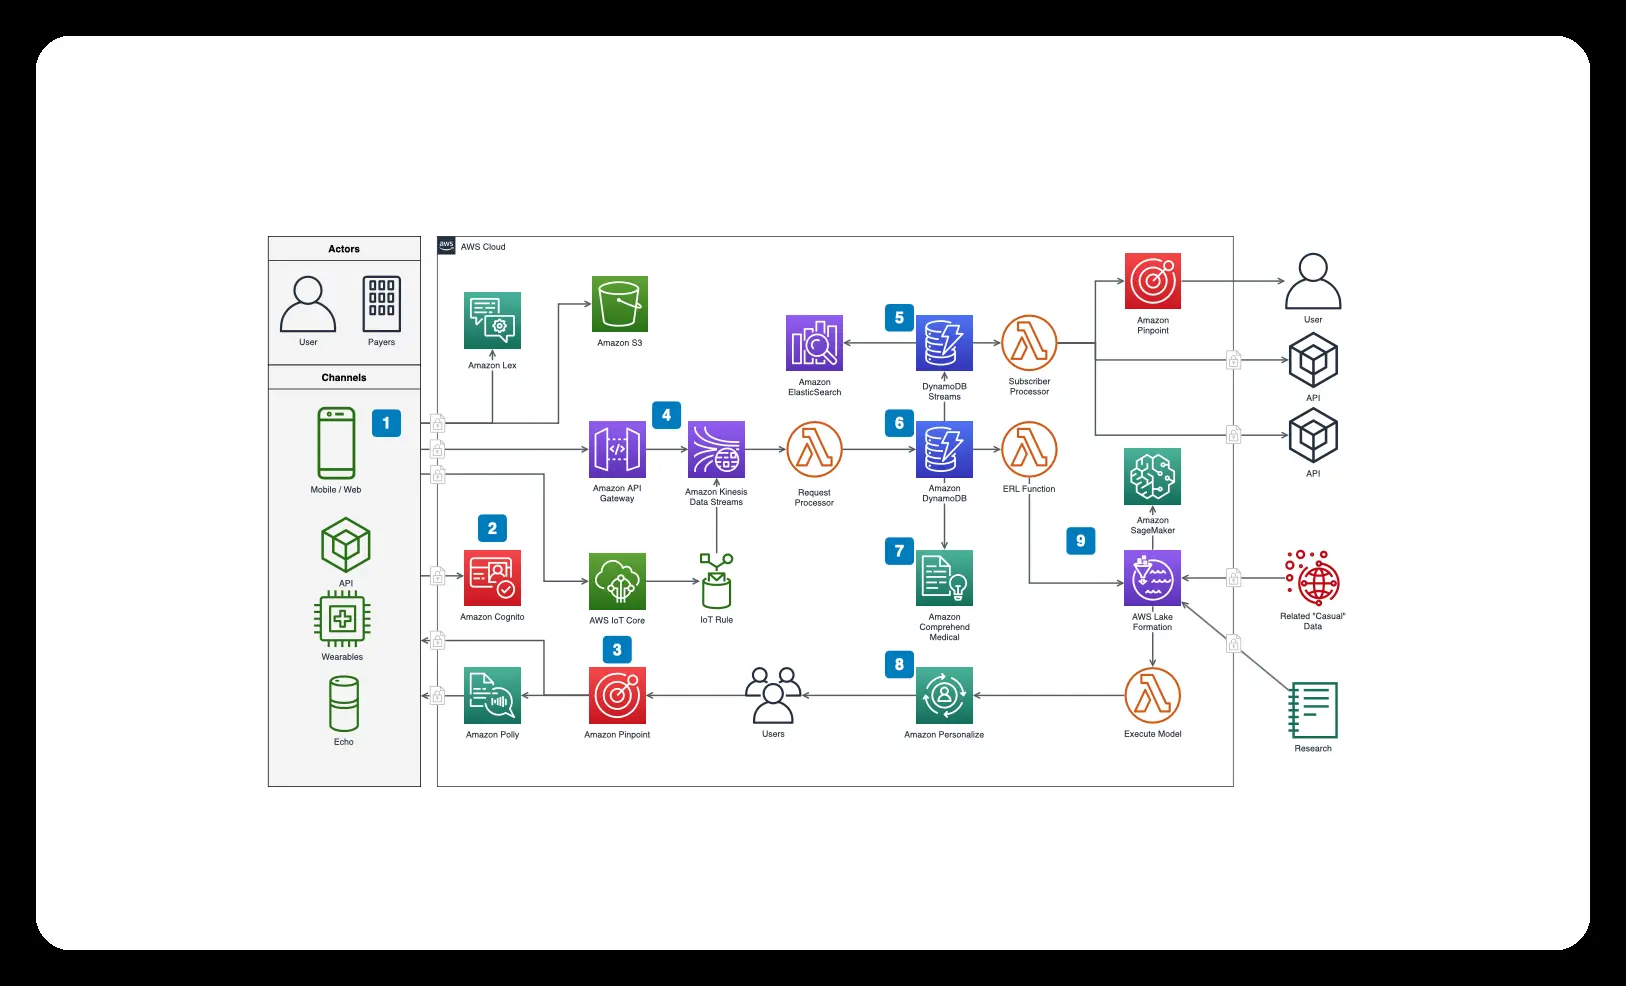 Actors
User
Payers
Channels
1
Mobile / Web
API
Wearables
Echo
aws
AWS Cloud
Amazon Lex
Amazon S3
4
Amazon API
Gateway
Amazon Kinesis
Data Streams
Request
Processor
2
Amazon Cognito
AWS IoT Core
IoT Rule
3
Amazon Polly
Amazon Pinpoint
Users
5
Amazon
ElasticSearch
DynamoDB
Streams
Subscriber
Processor
6
Amazon
DynamoDB
ERL Function
7
Amazon
Comprehend
Medical
8
Amazon Personalize
Amazon
Pinpoint
Amazon
SageMaker
9
AWS Lake
Formation
Execute Model
User
API
API
Related "Casual"
Data
Research